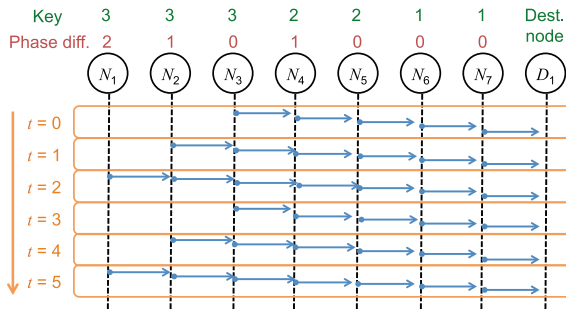 Key 3 3 3 2 2 1 1 Dest. node
Phase diff. 2 1 0 1 0 0 0
N1 N2 N3 N4 N5 N6 N7 D1
t = 0
t = 1
t = 2
t = 3
t = 4
t = 5